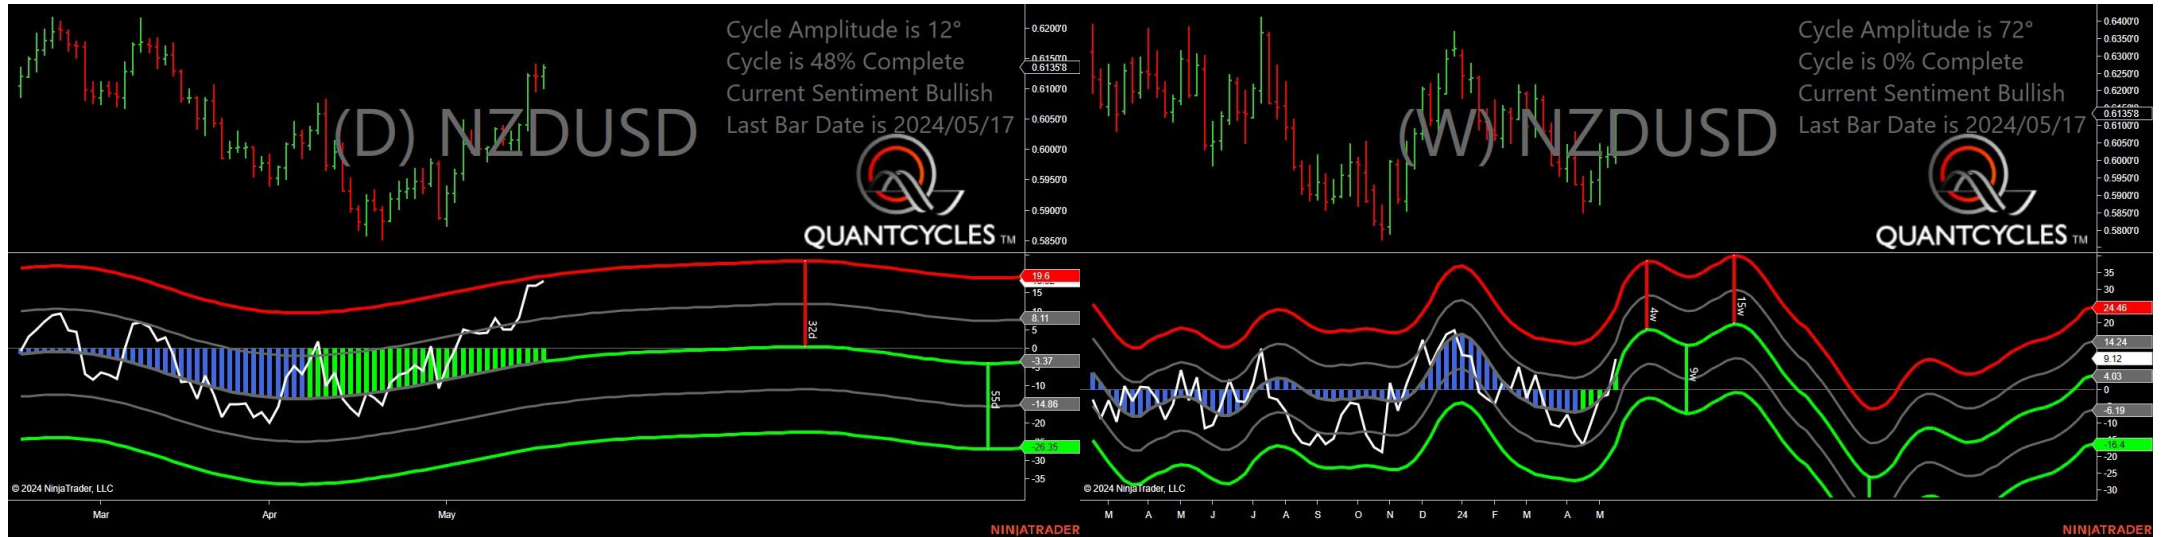 Cycle Amplitude is 12°
Cycle is 48% Complete
Current Sentiment Bullish
Last Bar Date is 2024/05/17
(D) NZDUSD
QUANTCYCLES TM
0.6200'0
0.6150'0
0.6135'8
0.6100'0
0.6050'0
0.6000'0
0.5950'0
0.5900'0
0.5850'0
19.6
15
8.11
5
0
-3.37
-10
-14.86
-20
-26.35
-30
-35
32d
55d
© 2024 NinjaTrader, LLC
Mar Apr May
NINJATRADER
Cycle Amplitude is 72°
Cycle is 0% Complete
Current Sentiment Bullish
Last Bar Date is 2024/05/17
(W) NZDUSD
QUANTCYCLES TM
0.6400'0
0.6350'0
0.6300'0
0.6250'0
0.6200'0
0.6135'8
0.6100'0
0.6050'0
0.6000'0
0.5950'0
0.5900'0
0.5850'0
0.5800'0
35
30
24.46
20
14.24
9.12
4.03
0
-6.19
-10
-16.4
-20
-25
-30
4w
9w
15w
© 2024 NinjaTrader, LLC
M A M J J A S O N D 24 F M A M
NINJATRADER